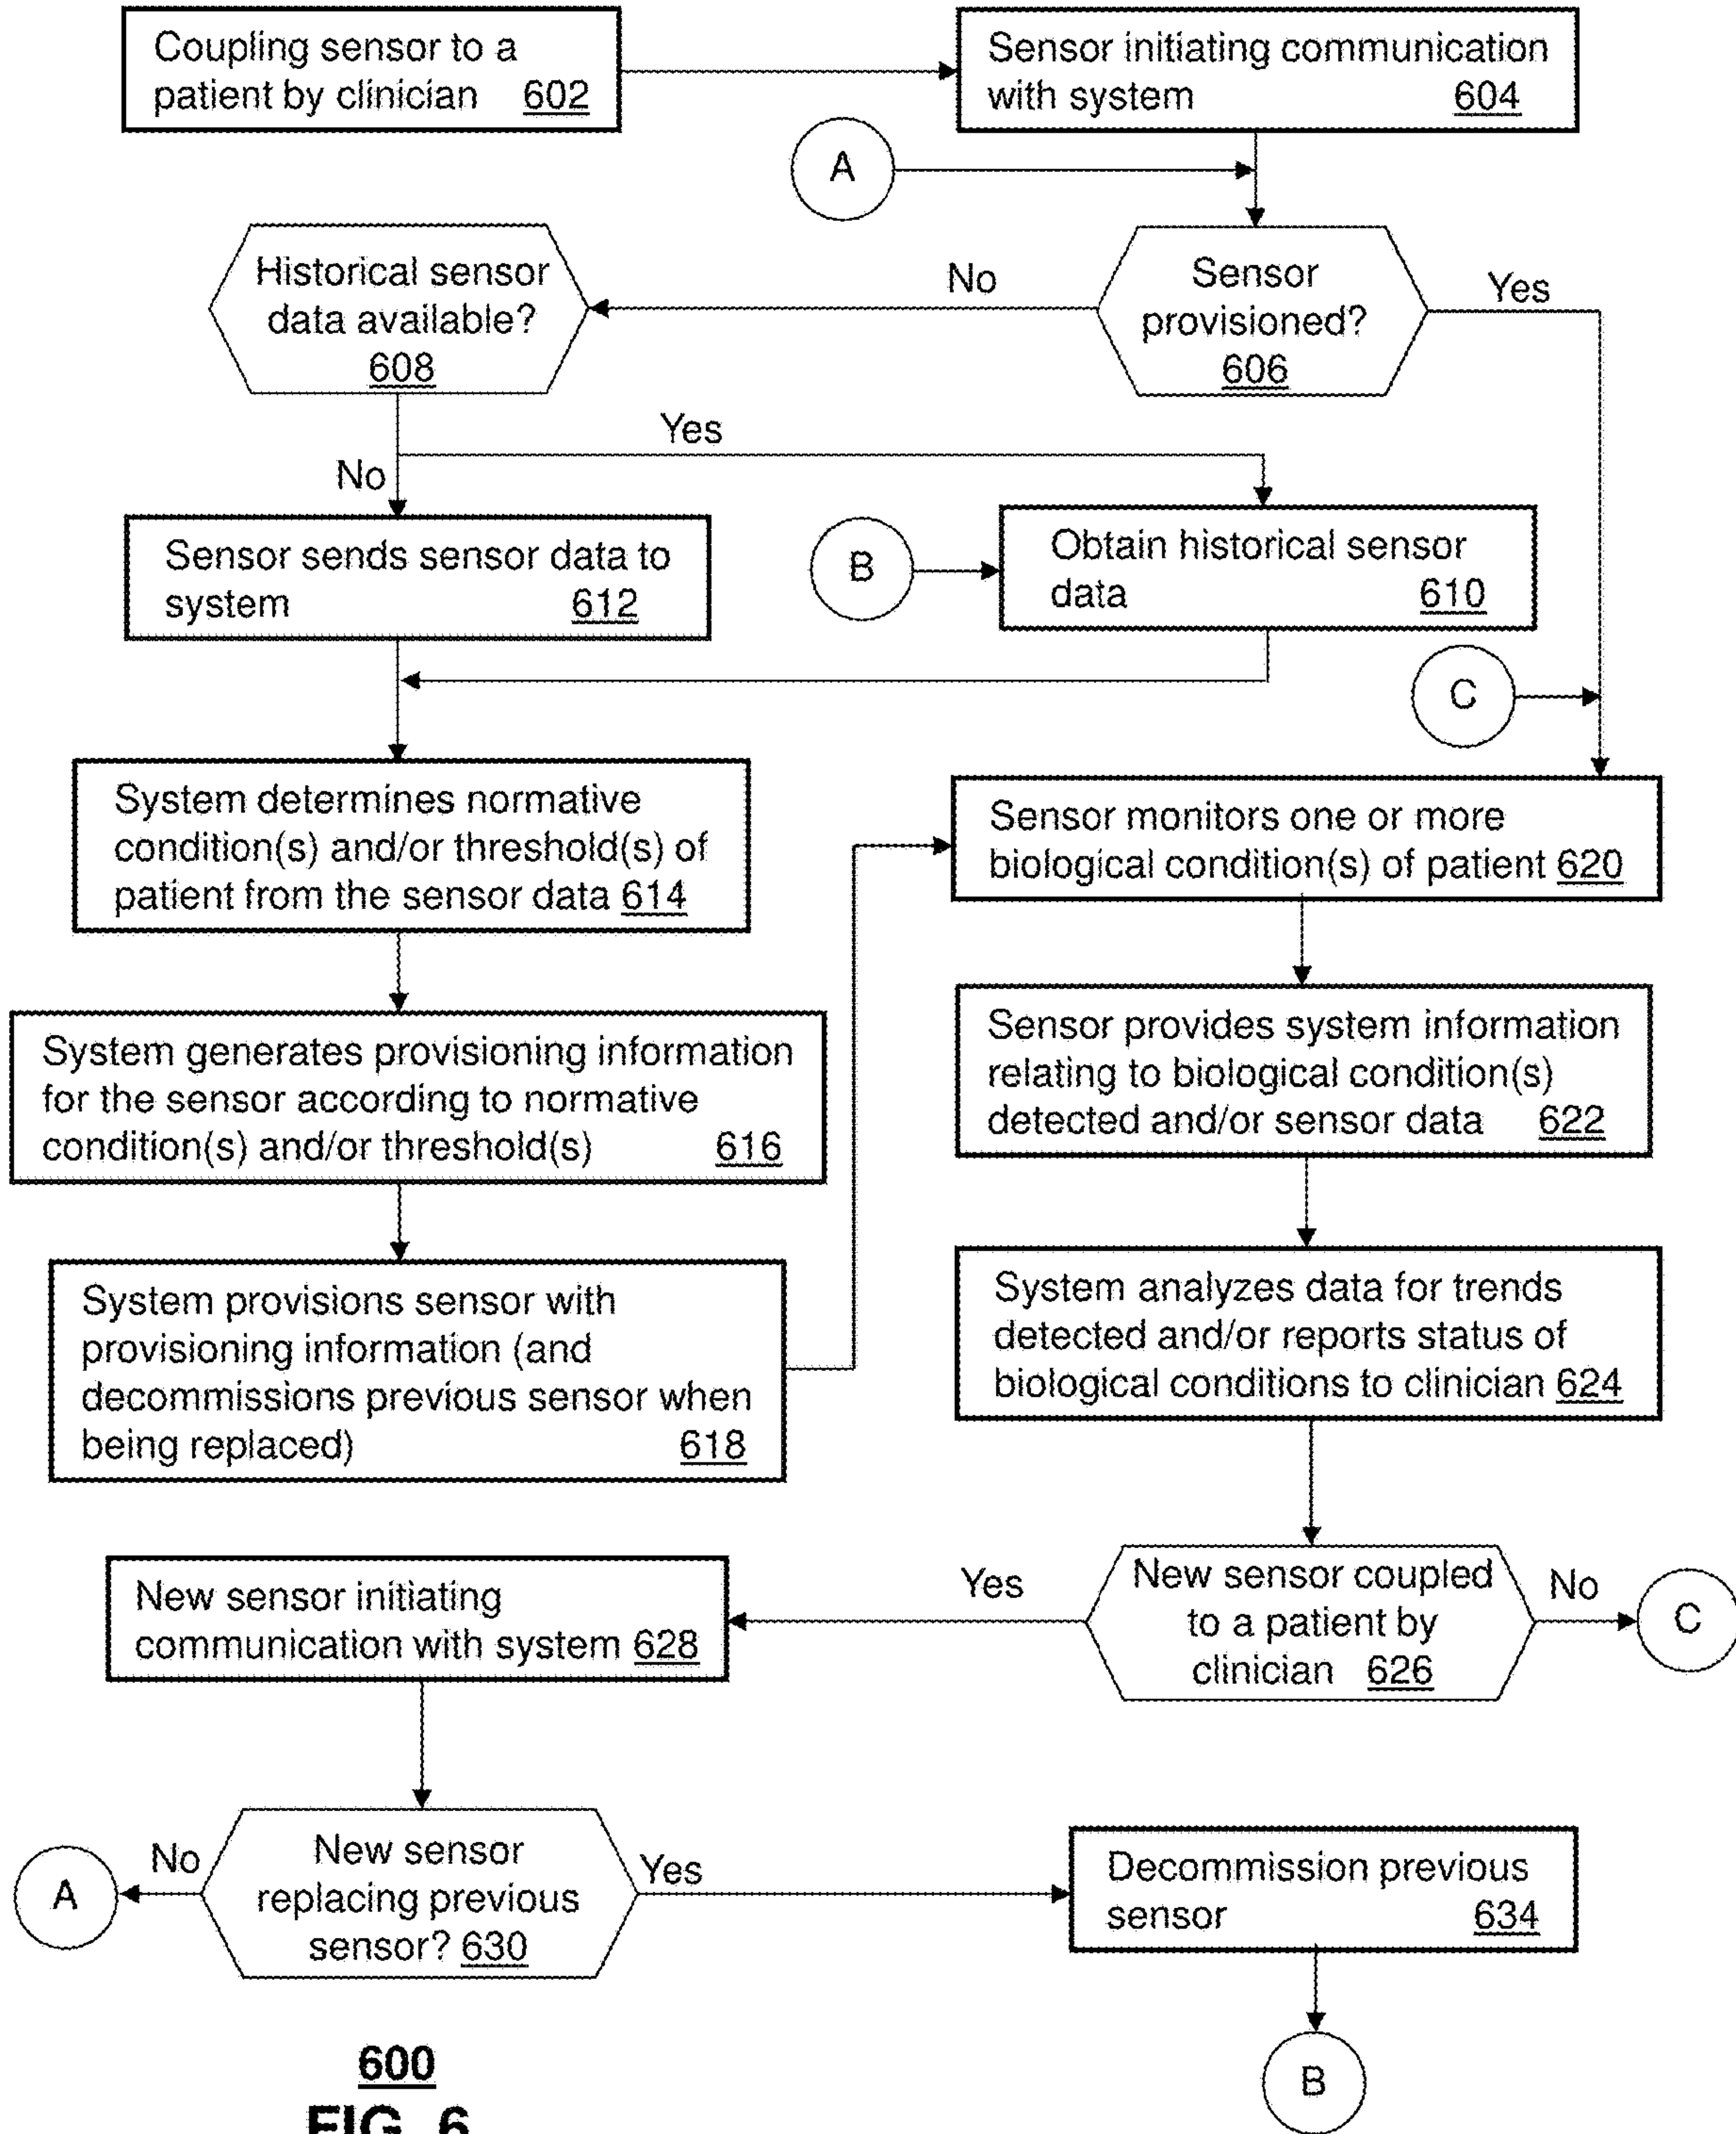 Coupling sensor to a
patient by clinician 602
Sensor initiating communication
with system 604
A
Historical sensor
data available?
608
No
Sensor
provisioned?
606
Yes
Yes
No
Sensor sends sensor data to
system 612
B
Obtain historical sensor
data 610
C
System determines normative
condition(s) and/or threshold(s) of
patient from the sensor data 614
Sensor monitors one or more
biological condition(s) of patient 620
System generates provisioning information
for the sensor according to normative
condition(s) and/or threshold(s) 616
Sensor provides system information
relating to biological condition(s)
detected and/or sensor data 622
System provisions sensor with
provisioning information (and
decommissions previous sensor when
being replaced) 618
System analyzes data for trends
detected and/or reports status of
biological conditions to clinician 624
New sensor initiating
communication with system 628
Yes
New sensor coupled
to a patient by
clinician 626
No
C
A
No
New sensor
replacing previous
sensor? 630
Yes
Decommission previous
sensor 634
B
600
FIG. 6